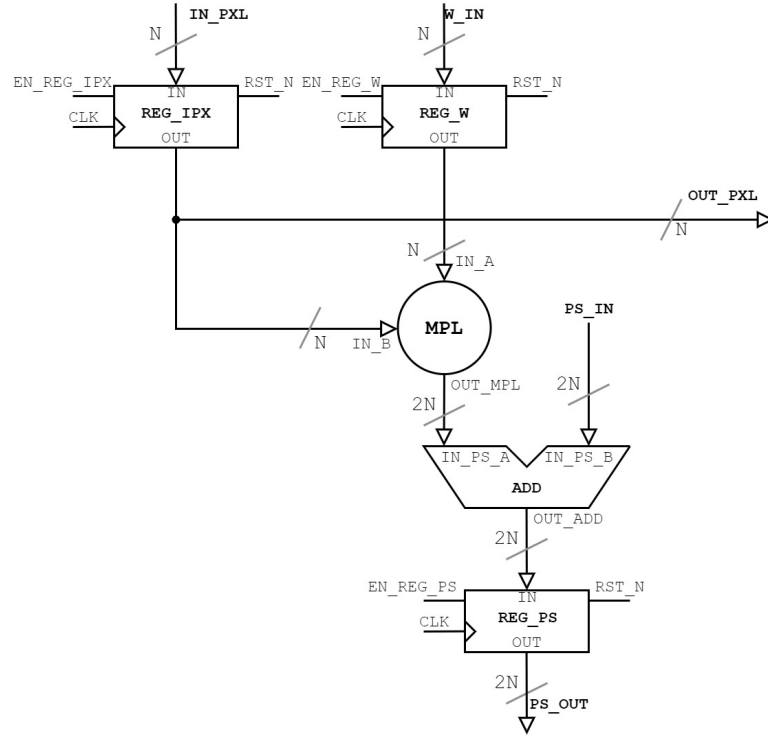 IN_PXL
W_IN
N
N
EN_REG_IPX
IN
RST_N
EN_REG_W
IN
RST_N
CLK
REG_IPX
CLK
REG_W
OUT
OUT
OUT_PXL
N
N
IN_A
MPL
PS_IN
N
IN_B
OUT_MPL
2N
2N
IN_PS_A
IN_PS_B
ADD
OUT_ADD
2N
EN_REG_PS
IN
RST_N
CLK
REG_PS
OUT
2N
PS_OUT